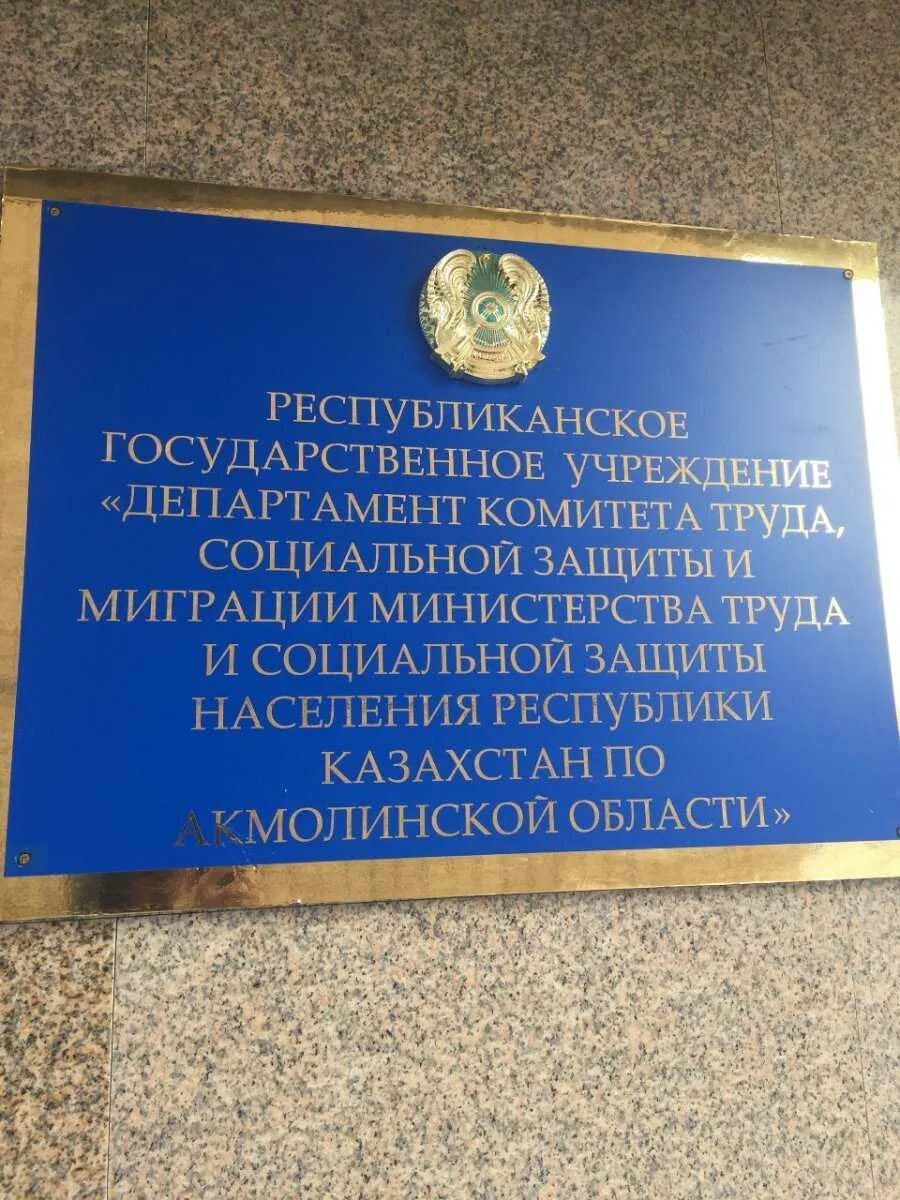 РЕСПУБЛИКАНСКОЕ
ГОСУДАРСТВЕННОЕ УЧРЕЖДЕНИЕ
«ДЕПАРТАМЕНТ КОМИТЕТА ТРУДА,
СОЦИАЛЬНОЙ ЗАЩИТЫ И
МИГРАЦИИ МИНИСТЕРСТВА ТРУДА
И СОЦИАЛЬНОЙ ЗАЩИТЫ
НАСЕЛЕНИЯ РЕСПУБЛИКИ
КАЗАХСТАН ПО
АКМОЛИНСКОЙ ОБЛАСТИ»